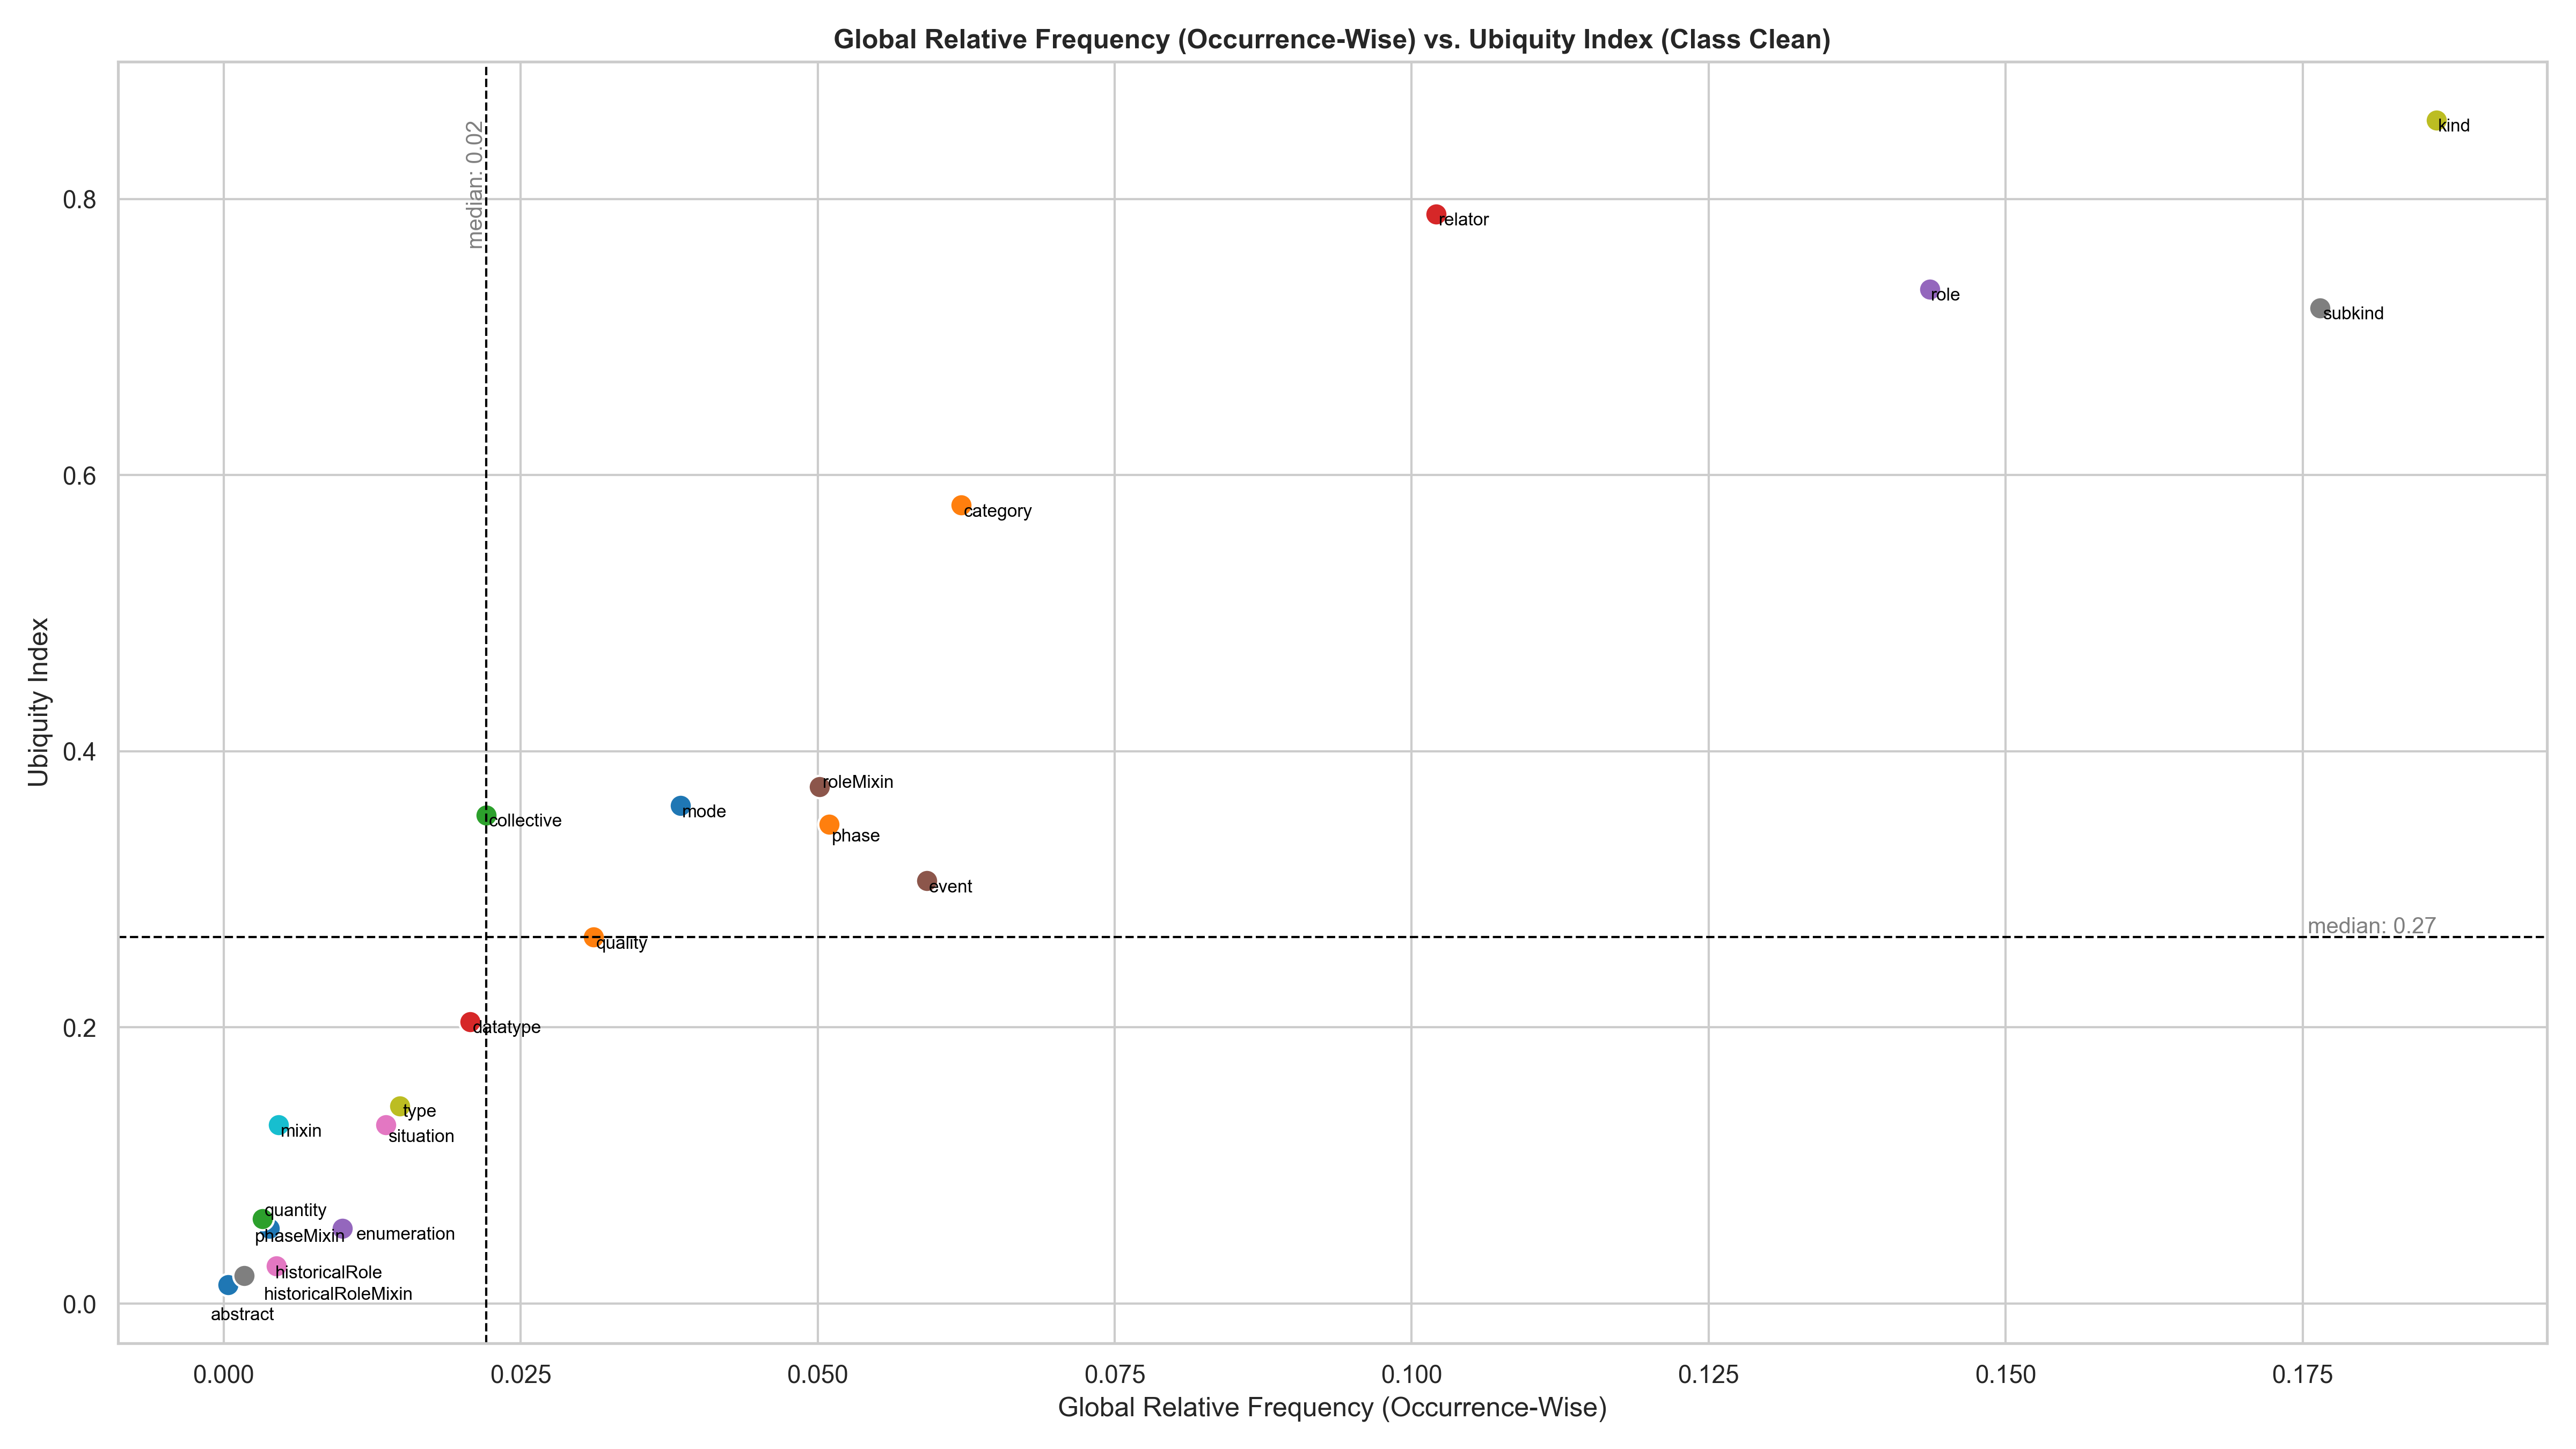 Global Relative Frequency (Occurrence-Wise) vs. Ubiquity Index (Class Clean)
median: 0.02
kind
0.8
relator
role
subkind
0.6
category
Ubiquity Index
0.4
roleMixin
mode
collective
phase
event
median: 0.27
quality
0.2
datatype
type
mixin
situation
quantity
phaseMixin
enumeration
historicalRole
historicalRoleMixin
0.0
abstract
0.000
0.025
0.050
0.075
0.100
0.125
0.150
0.175
Global Relative Frequency (Occurrence-Wise)